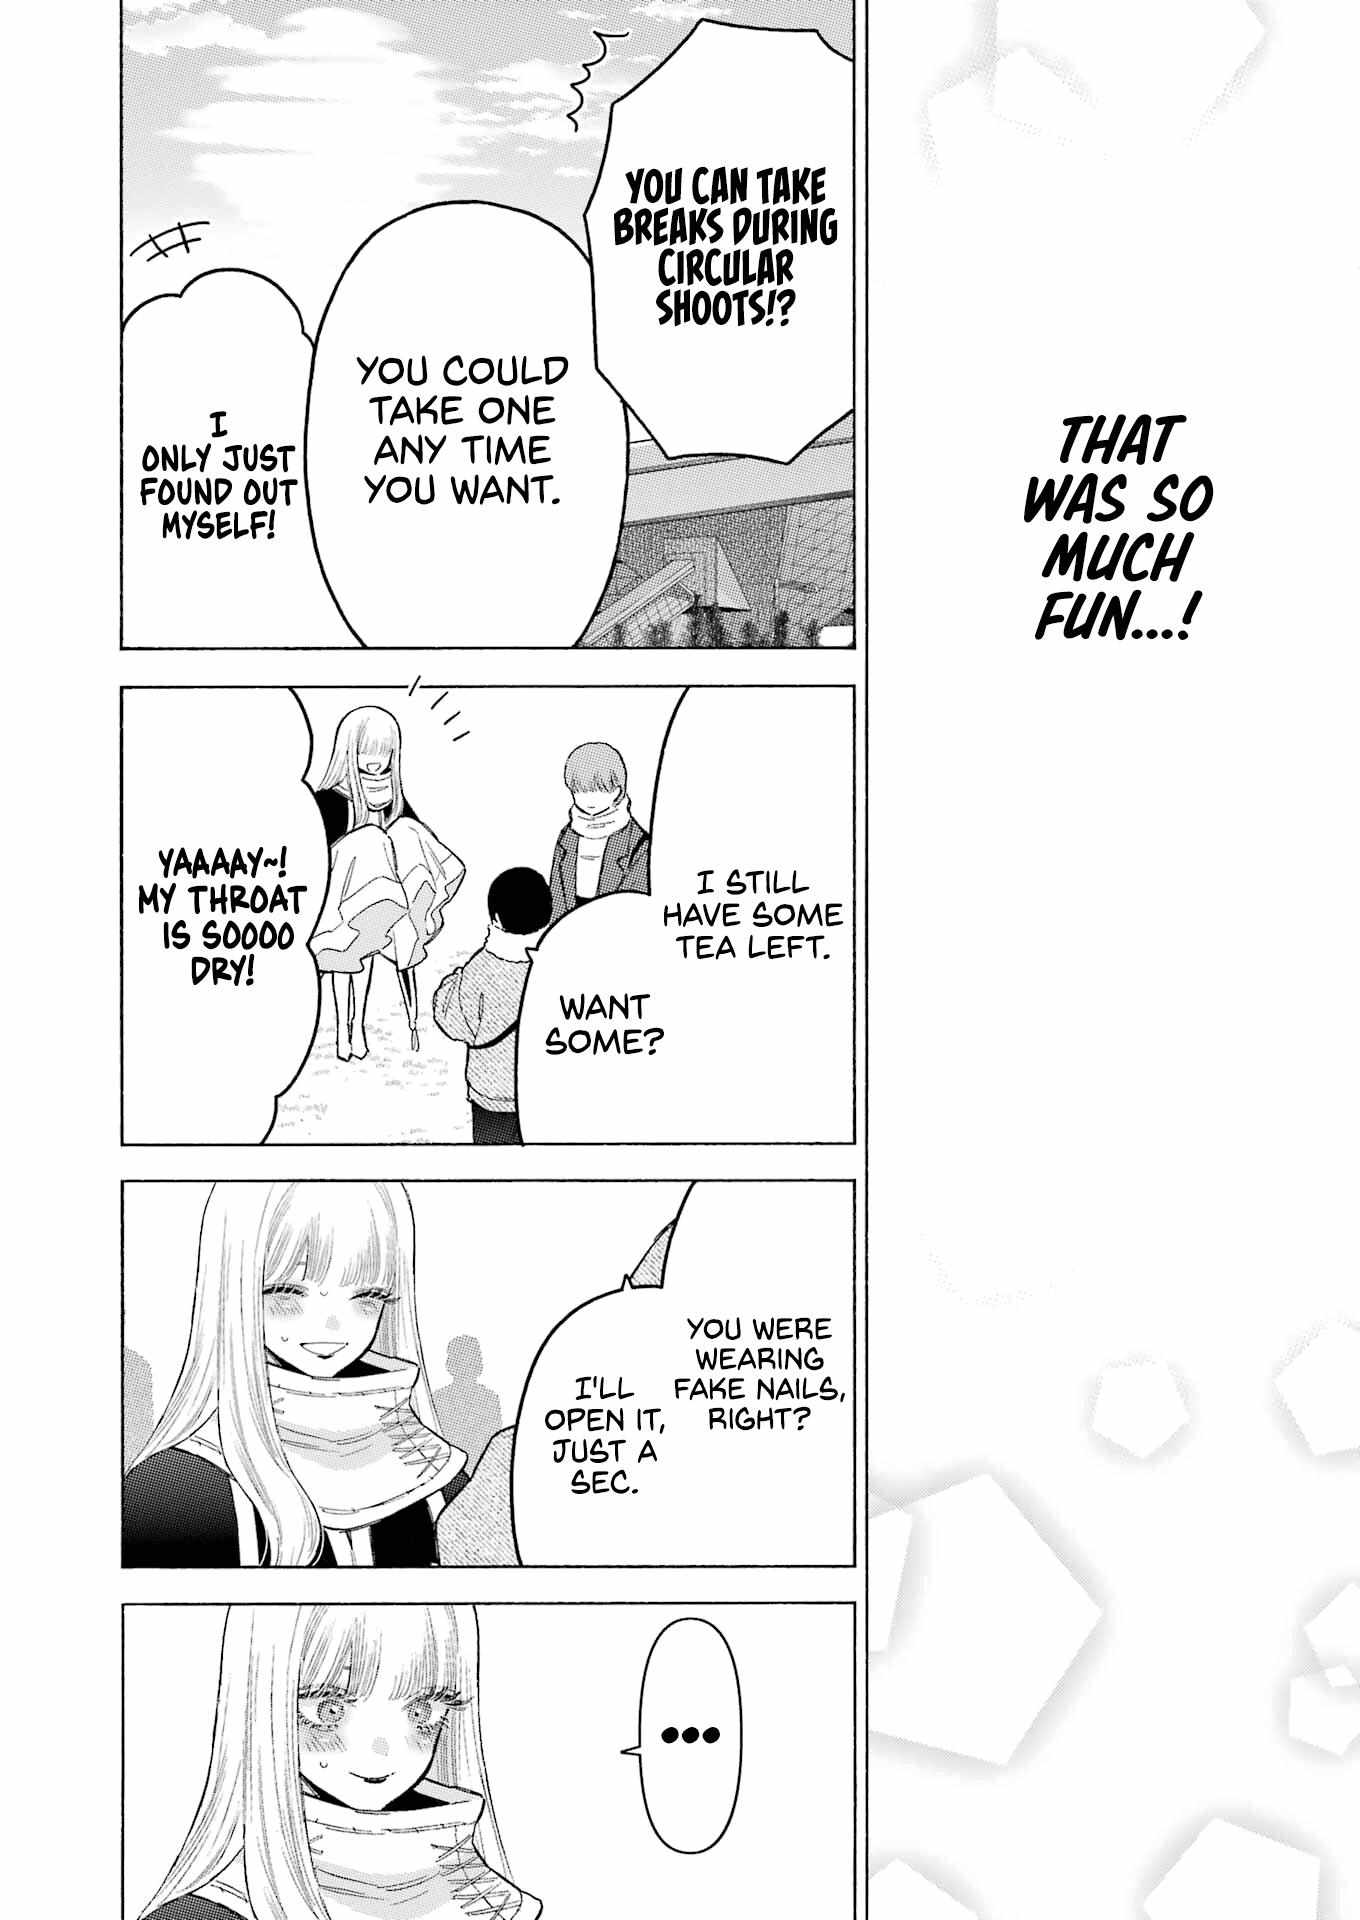 THAT
WAS SO
MUCH
FUN....!
YOU CAN TAKE
BREAKS DURING
CIRCULAR
SHOOTS!?
YOU COULD
TAKE ONE
ANY TIME
YOU WANT.
I
ONLY JUST
FOUND OUT
MYSELF!
I STILL
HAVE SOME
TEA LEFT.
WANT
SOME?
YAAAAY~!
MY THROAT
IS SOOOO
DRY!
YOU WERE
WEARING
FAKE NAILS,
RIGHT?
I'LL
OPEN IT,
JUST A
SEC.
•••